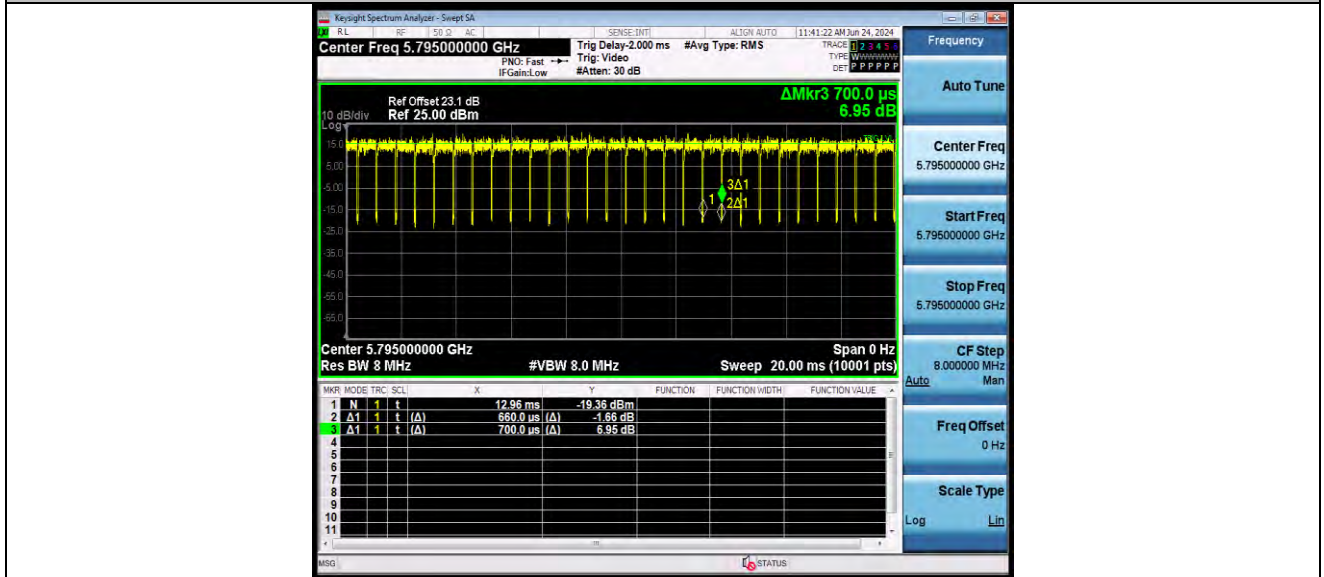 Keysight Spectrum Analyzer - Swept SA
RL RF 50 Ω AC SENSE:INT ALIGN AUTO 11:41:22 AM Jun 24, 2024
Center Freq 5.795000000 GHz
Trig Delay-2.000 ms #Avg Type: RMS
TRACE 1 2 3 4 5 6
PNO: Fast Trig: Video
TYPE WWWWWW
IFGain:Low #Atten: 30 dB
DET P P P P P P
Frequency
Auto Tune
Center Freq
5.795000000 GHz
Start Freq
5.795000000 GHz
Stop Freq
5.795000000 GHz
CF Step
8.000000 MHz
Auto Man
Freq Offset
0 Hz
Scale Type
Log Lin
ΔMkr3 700.0 µs
6.95 dB
Ref Offset 23.1 dB
10 dB/div Ref 25.00 dBm
Log
15.0
5.00
-5.00
-15.0
-25.0
-35.0
-45.0
-55.0
-65.0
3Δ1
1
2Δ1
Center 5.795000000 GHz Span 0 Hz
Res BW 8 MHz #VBW 8.0 MHz Sweep 20.00 ms (10001 pts)
MKR MODE TRC SCL X Y FUNCTION FUNCTION WIDTH FUNCTION VALUE
1 N 1 t 12.96 ms -19.36 dBm
2 Δ1 1 t (Δ) 660.0 µs (Δ) -1.66 dB
3 Δ1 1 t (Δ) 700.0 µs (Δ) 6.95 dB
4
5
6
7
8
9
10
11
MSG STATUS